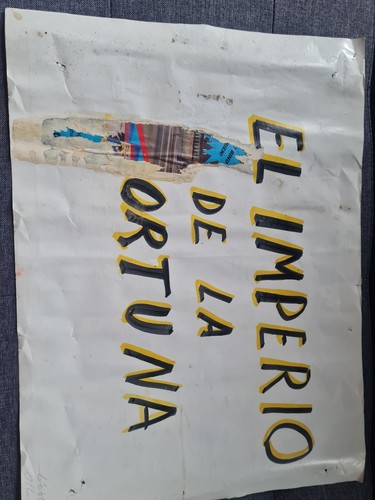 EL IMPERIO
DE LA
ORTUNA